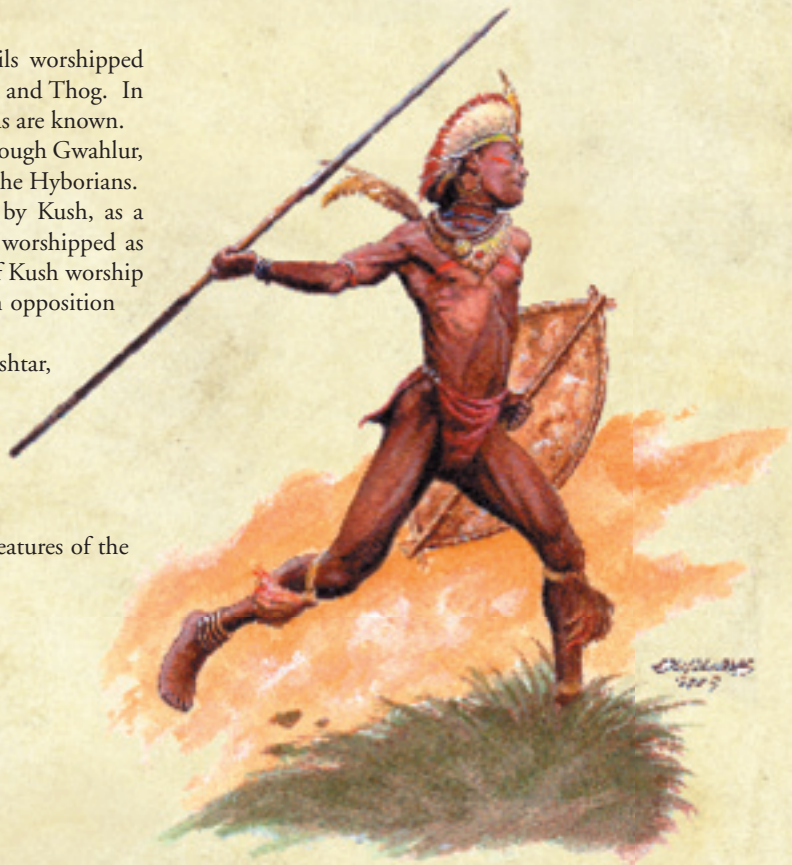 ils worshipped
and Thog. In
s are known.
ough Gwahlur,
he Hyborians.
by Kush, as a
worshipped as
f Kush worship
opposition
shtar,
eatures of the